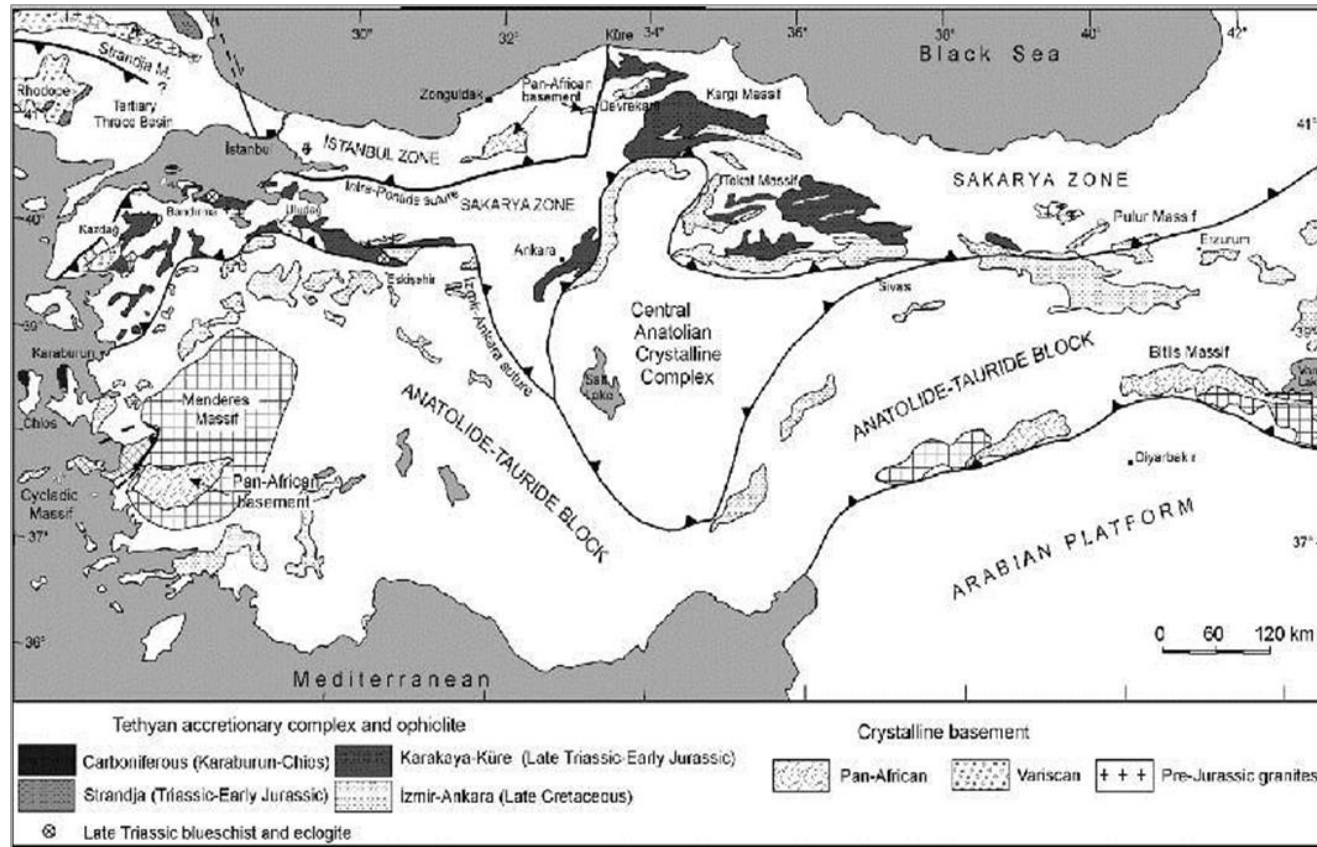 30°
32°
Küre
34°
36°
38°
40°
42°
Black Sea
Strandja M.
?
Rhodope
Tertiary
Thrace Basin
41
Zonguldak
Pan-African
basement
Devrekani
Kargı Massif
41°
İstanbul
İSTANBUL ZONE
Intra-Pontide suture
SAKARYA ZONE
Tokat Massif
SAKARYA ZONE
Pulur Massif
40
Bandırma
Uludağ
Kazdağ
Ankara
Erzurum
Eskişehir
Sivas
39
İzmir-Ankara suture
Central
Anatolian
Crystalline
Complex
Karaburun
Salt
Lake
Bitlis Massif
Van
Lake
Chios
Menderes
Massif
ANATOLIDE-TAURIDE BLOCK
ANATOLIDE-TAURIDE BLOCK
Diyarbakır
Cycladic
Massif
Pan-African
basement
37°
37°
ARABIAN PLATFORM
36°
0 60 120 km
Mediterranean
Tethyan accretionary complex and ophiolite
Crystalline basement
Carboniferous (Karaburun-Chios)
Karakaya-Küre (Late Triassic-Early Jurassic)
Pan-African
Variscan
Pre-Jurassic granites
Strandja (Triassic-Early Jurassic)
İzmir-Ankara (Late Cretaceous)
Late Triassic blueschist and eclogite